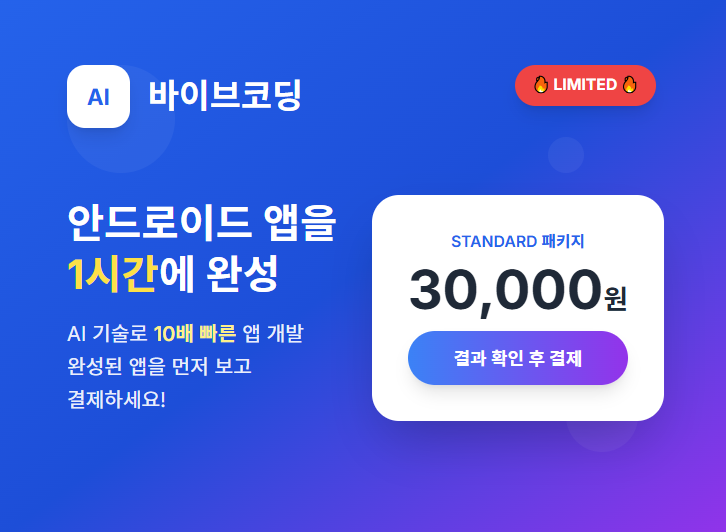 AI 바이브코딩
🔥 LIMITED 🔥
안드로이드 앱을
1시간에 완성
AI 기술로 10배 빠른 앱 개발
완성된 앱을 먼저 보고
결제하세요!
STANDARD 패키지
30,000원
결과 확인 후 결제